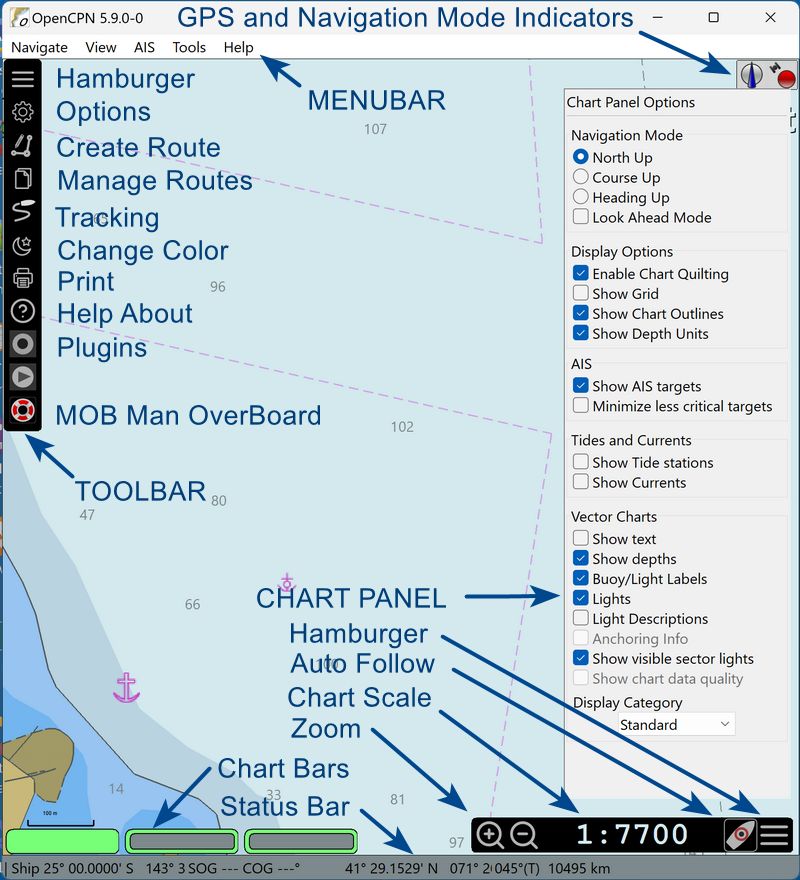 OpenCPN 5.9.0-0
GPS and Navigation Mode Indicators
Navigate View AIS Tools Help
Hamburger
MENUBAR
Options
107
Create Route
Manage Routes
Tracking
Change Color
96
Print
Help About
Plugins
MOB Man OverBoard
102
TOOLBAR
80
47
66
CHART PANEL
Hamburger
Auto Follow
Chart Scale
Zoom
Chart Bars
14
33
81
Status Bar
100 m
97
Chart Panel Options
Navigation Mode
North Up
Course Up
Heading Up
Look Ahead Mode
Display Options
Enable Chart Quilting
Show Grid
Show Chart Outlines
Show Depth Units
AIS
Show AIS targets
Minimize less critical targets
Tides and Currents
Show Tide stations
Show Currents
Vector Charts
Show text
Show depths
Buoy/Light Labels
Lights
Light Descriptions
Anchoring Info
Show visible sector lights
Show chart data quality
Display Category
Standard
1:7700
Ship 25° 00.0000' S 143° 3 SOG --- COG ---° 41° 29.1529' N 071° 2 045°(T) 10495 km